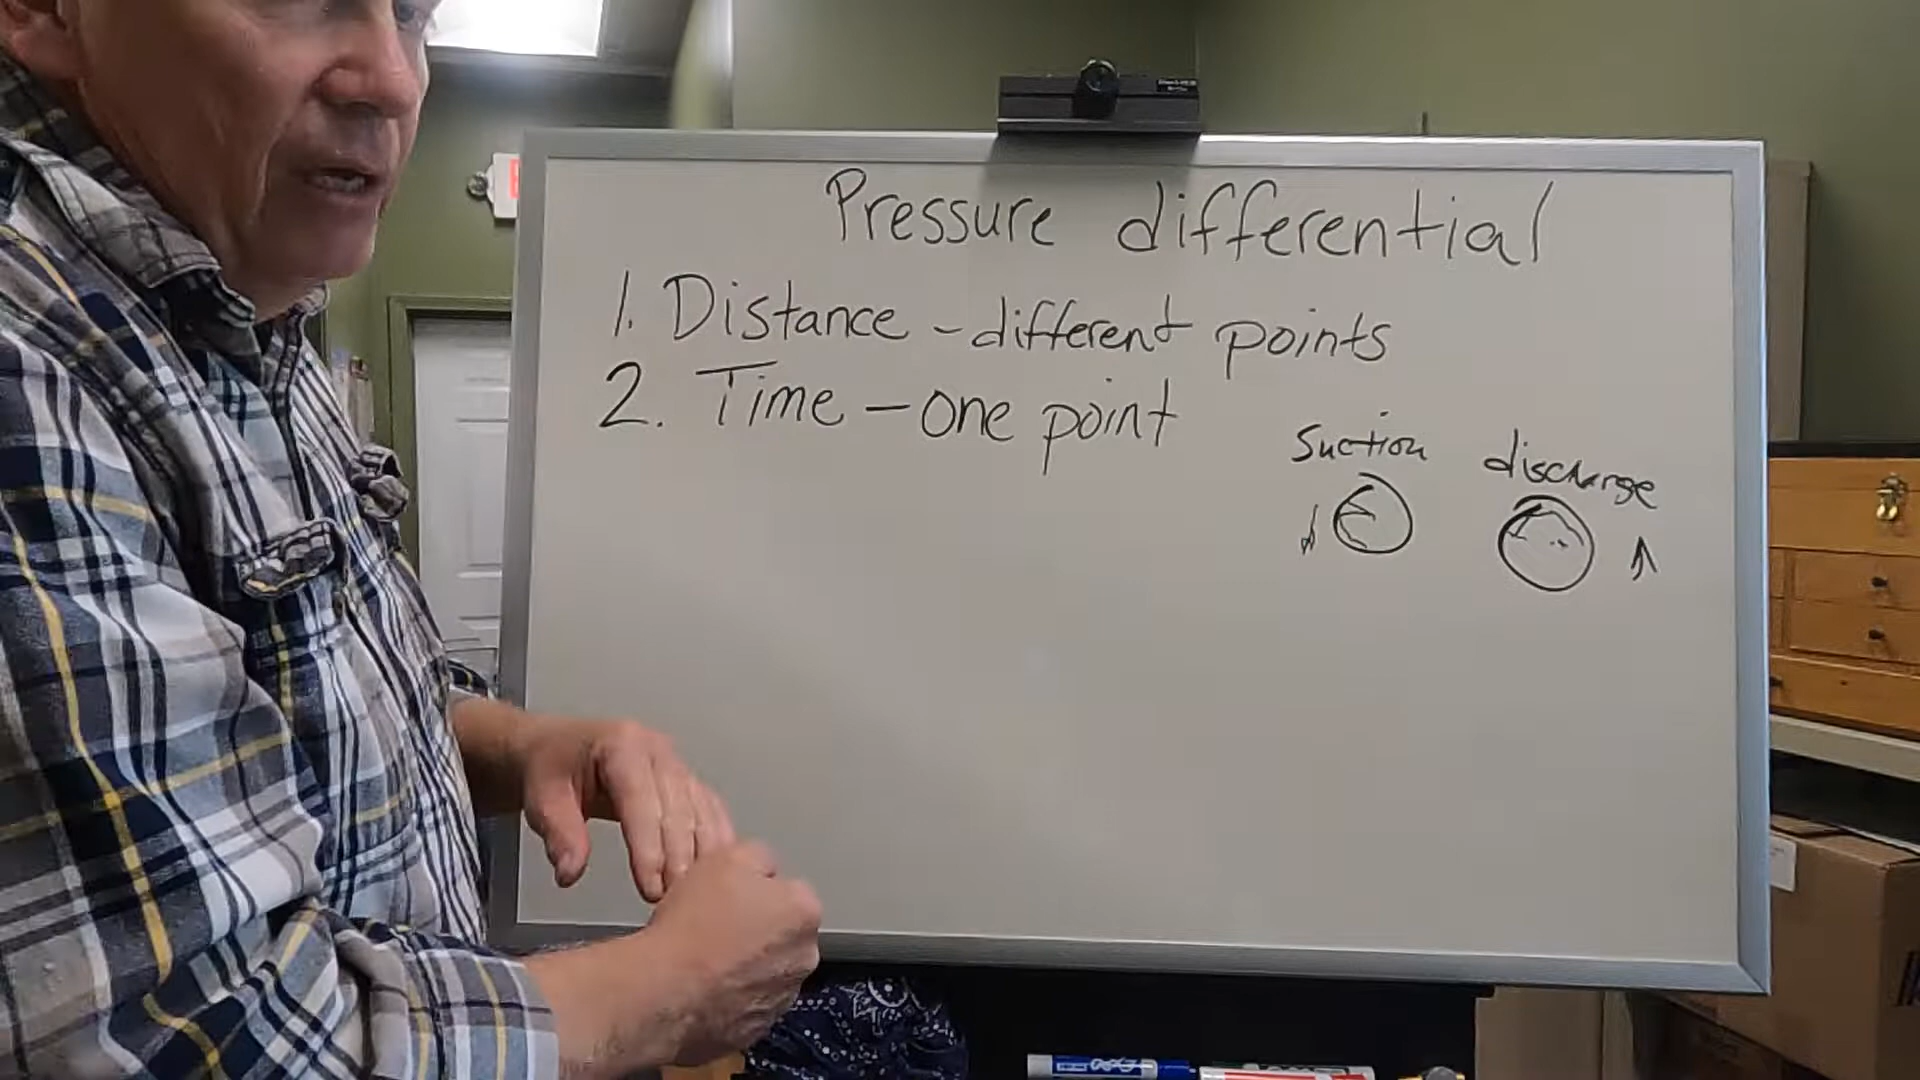 Pressure differential
1. Distance - different points
2. Time - one point
Suction
discharge